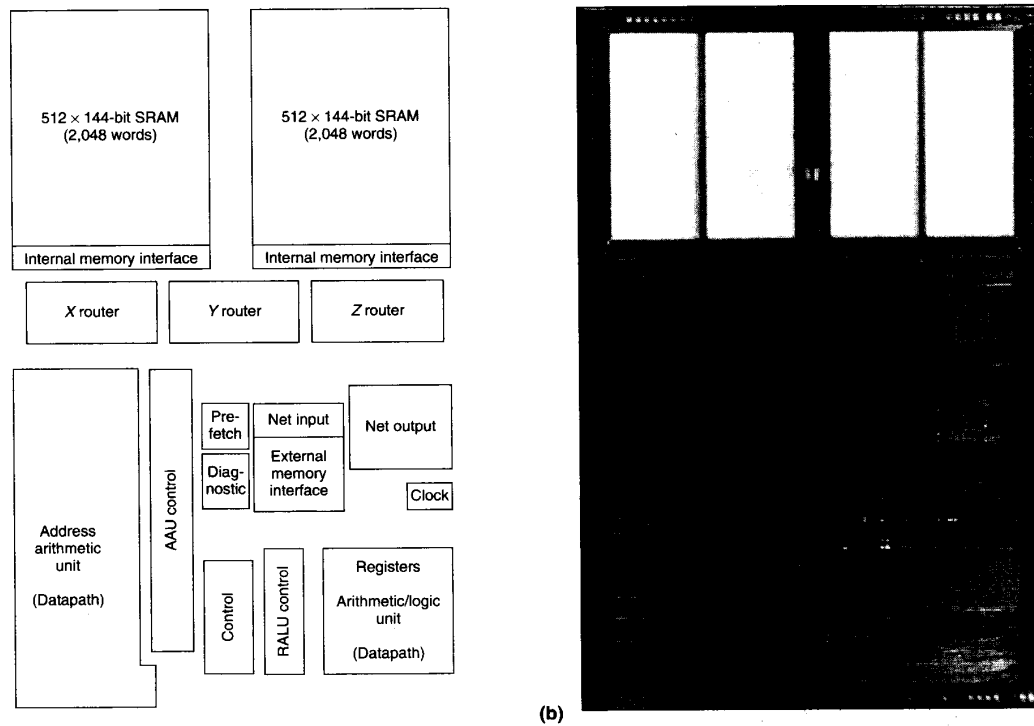 512 × 144-bit SRAM
(2,048 words)
512 × 144-bit SRAM
(2,048 words)
Internal memory interface
Internal memory interface
X router
Y router
Z router
Pre-
fetch
Net input
Net output
Diag-
nostic
External
memory
interface
Clock
AAU control
Address
arithmetic
unit
(Datapath)
Control
RALU control
Registers
Arithmetic/logic
unit
(Datapath)
(b)